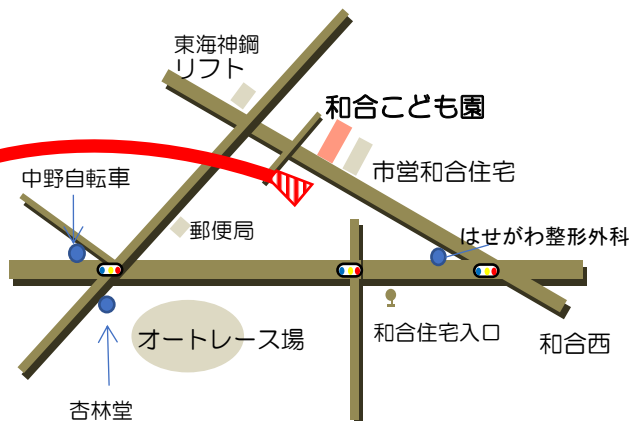 東海神鋼
リフト
和合こども園
中野自転車
市営和合住宅
郵便局
はせがわ整形外科
オートレース場
和合住宅入口
和合西
杏林堂